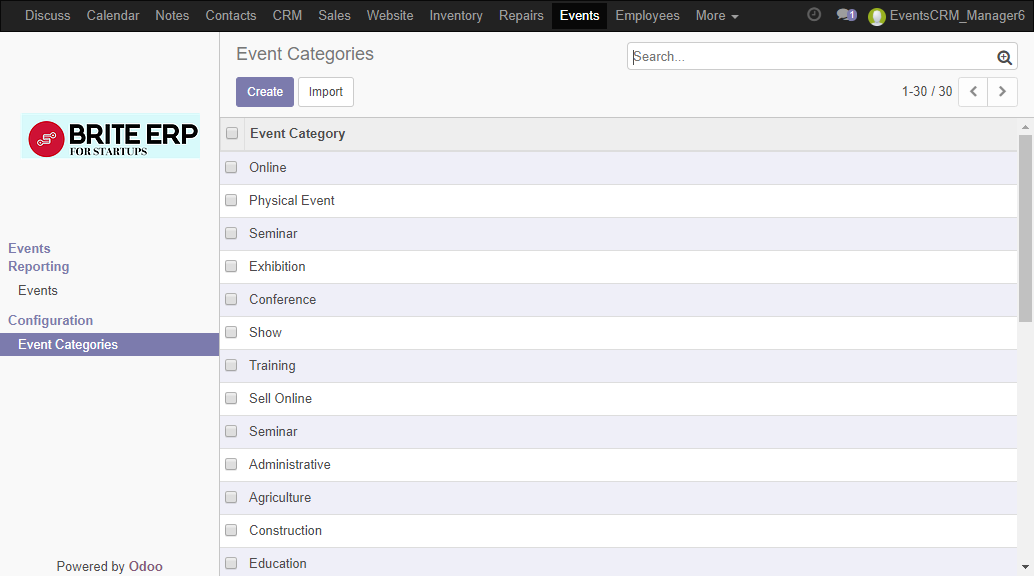 Discuss Calendar Notes Contacts CRM Sales Website Inventory Repairs Events Employees More 1 EventsCRM_Manager6
BRITE ERP
FOR STARTUPS
Events
Reporting
Events
Configuration
Event Categories
Powered by Odoo
Event Categories
Search...
Create Import
1-30 / 30
Event Category
Online
Physical Event
Seminar
Exhibition
Conference
Show
Training
Sell Online
Seminar
Administrative
Agriculture
Construction
Education